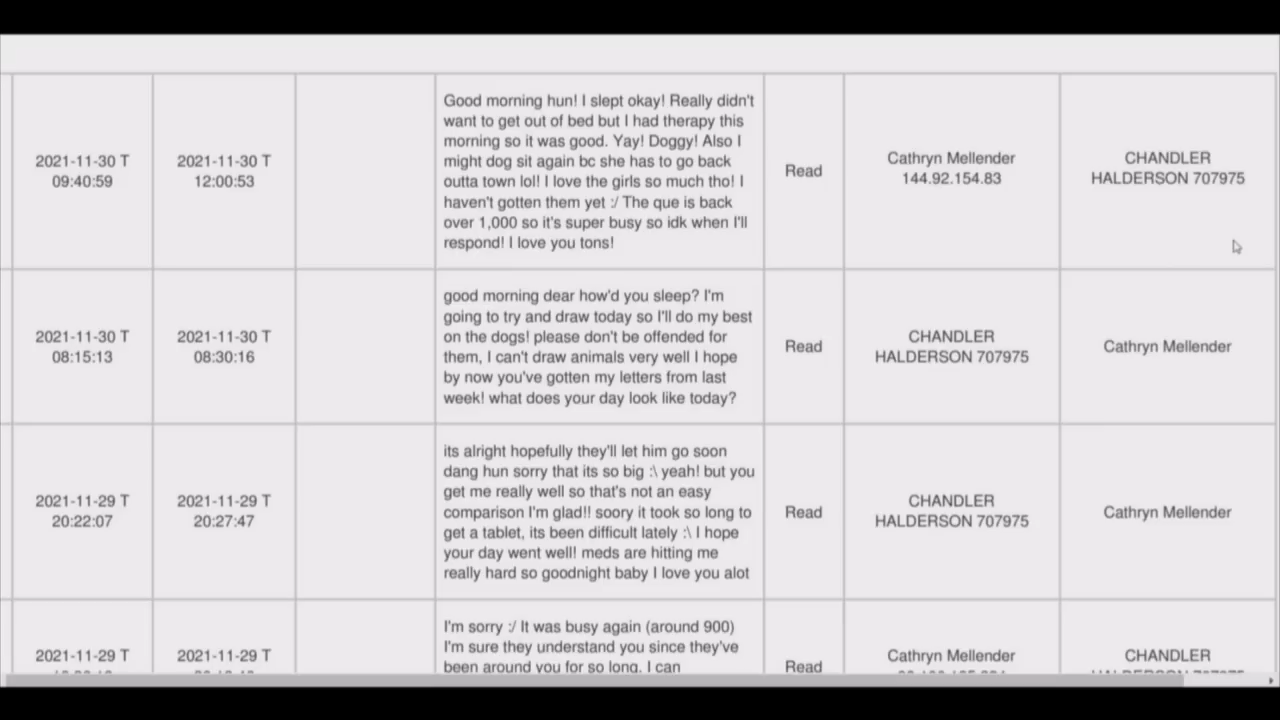 2021-11-30 T
09:40:59
2021-11-30 T
12:00:53
Good morning hun! I slept okay! Really didn't
want to get out of bed but I had therapy this
morning so it was good. Yay! Doggy! Also I
might dog sit again bc she has to go back
outta town lol! I love the girls so much tho! I
haven't gotten them yet :/ The que is back
over 1,000 so it's super busy so idk when I'll
respond! I love you tons!
Read
Cathryn Mellender
144.92.154.83
CHANDLER
HALDERSON 707975
2021-11-30 T
08:15:13
2021-11-30 T
08:30:16
good morning dear how'd you sleep? I'm
going to try and draw today so I'll do my best
on the dogs! please don't be offended for
them, I can't draw animals very well I hope
by now you've gotten my letters from last
week! what does your day look like today?
Read
CHANDLER
HALDERSON 707975
Cathryn Mellender
2021-11-29 T
20:22:07
2021-11-29 T
20:27:47
its alright hopefully they'll let him go soon
dang hun sorry that its so big :\ yeah! but you
get me really well so that's not an easy
comparison I'm glad!! soory it took so long to
get a tablet, its been difficult lately :\ I hope
your day went well! meds are hitting me
really hard so goodnight baby I love you alot
Read
CHANDLER
HALDERSON 707975
Cathryn Mellender
2021-11-29 T
2021-11-29 T
I'm sorry :/ It was busy again (around 900)
I'm sure they understand you since they've
been around you for so long. I can
Read
Cathryn Mellender
CHANDLER